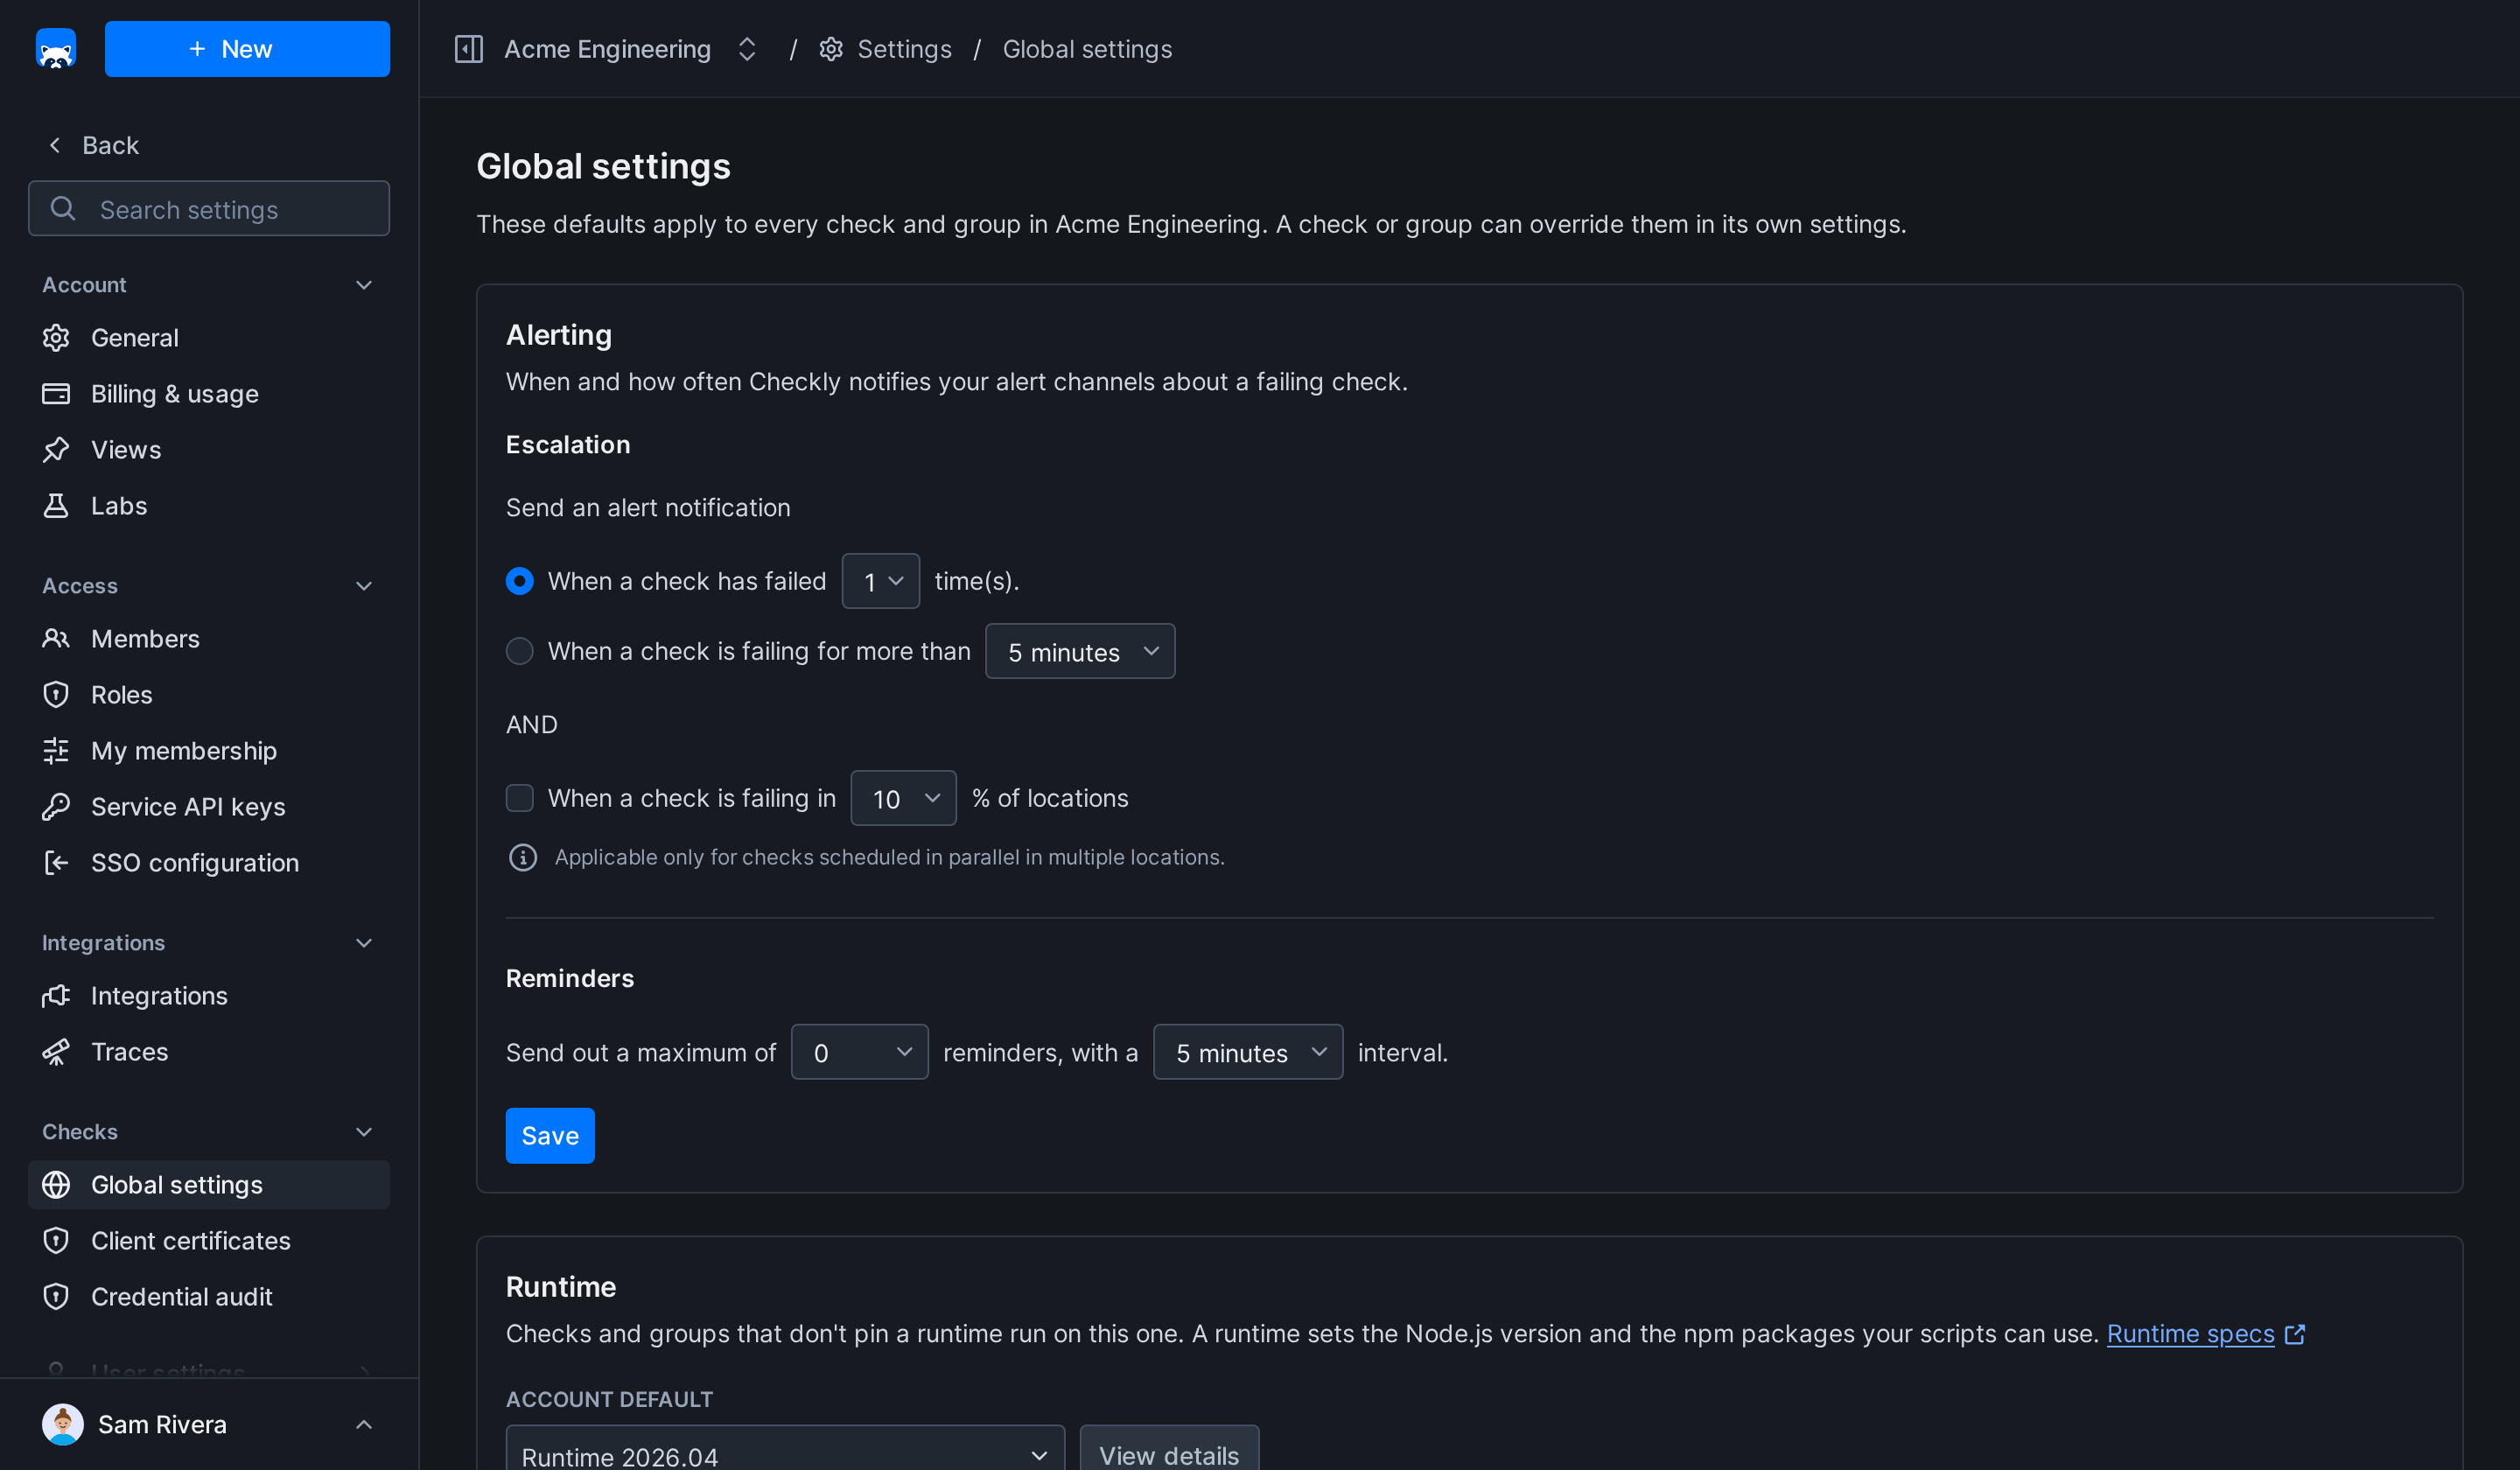 New
Back
Search settings
Account
General
Billing & usage
Views
Labs
Access
Members
Roles
My membership
Service API keys
SSO configuration
Integrations
Integrations
Traces
Checks
Global settings
Client certificates
Credential audit
User settings
Sam Rivera
Acme Engineering / Settings / Global settings
Global settings
These defaults apply to every check and group in Acme Engineering. A check or group can override them in its own settings.
Alerting
When and how often Checkly notifies your alert channels about a failing check.
Escalation
Send an alert notification
When a check has failed 1 time(s).
When a check is failing for more than 5 minutes
AND
When a check is failing in 10 % of locations
Applicable only for checks scheduled in parallel in multiple locations.
Reminders
Send out a maximum of 0 reminders, with a 5 minutes interval.
Save
Runtime
Checks and groups that don't pin a runtime run on this one. A runtime sets the Node.js version and the npm packages your scripts can use. Runtime specs
ACCOUNT DEFAULT
Runtime 2026.04 View details